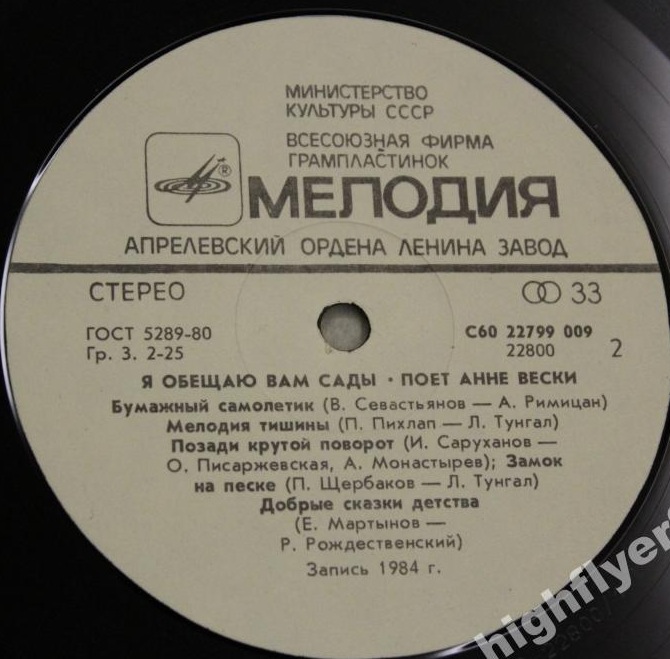 МИНИСТЕРСТВО
КУЛЬТУРЫ СССР
ВСЕСОЮЗНАЯ ФИРМА
ГРАМПЛАСТИНОК
®
МЕЛОДИЯ
АПРЕЛЕВСКИЙ ОРДЕНА ЛЕНИНА ЗАВОД
СТЕРЕО 33
ГОСТ 5289-80 С60 22799 009
Гр. 3. 2-25 22800 2
Я ОБЕЩАЮ ВАМ САДЫ · ПОЕТ АННЕ ВЕСКИ
Бумажный самолетик (В. Севастьянов — А. Римицан)
Мелодия тишины (П. Пихлап — Л. Тунгал)
Позади крутой поворот (И. Саруханов —
О. Писаржевская, А. Монастырев); Замок
на песке (П. Щербаков — Л. Тунгал)
Добрые сказки детства
(Е. Мартынов —
Р. Рождественский)
Запись 1984 г.
highflyer
22800